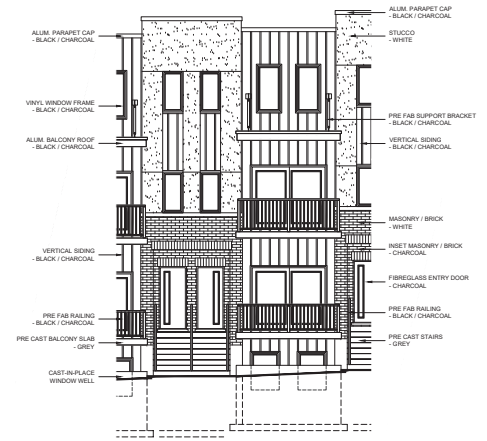 ALUM. PARAPET CAP
- BLACK / CHARCOAL
VINYL WINDOW FRAME
- BLACK / CHARCOAL
ALUM. BALCONY ROOF
- BLACK / CHARCOAL
VERTICAL SIDING
- BLACK / CHARCOAL
PRE FAB RAILING
- BLACK / CHARCOAL
PRE CAST BALCONY SLAB
- GREY
CAST-IN-PLACE
WINDOW WELL
ALUM. PARAPET CAP
- BLACK / CHARCOAL
STUCCO
- WHITE
PRE FAB SUPPORT BRACKET
- BLACK / CHARCOAL
VERTICAL SIDING
- BLACK / CHARCOAL
MASONRY / BRICK
- WHITE
INSET MASONRY / BRICK
- CHARCOAL
FIBREGLASS ENTRY DOOR
- CHARCOAL
PRE FAB RAILING
- BLACK / CHARCOAL
PRE CAST STAIRS
- GREY